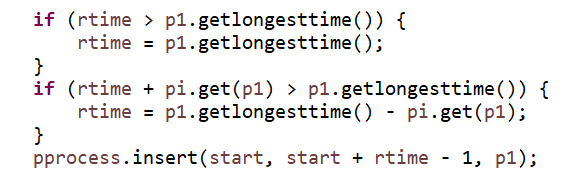 if (rtime > p1.getlongesttime()) {
    rtime = p1.getlongesttime();
}
if (rtime + pi.get(p1) > p1.getlongesttime()) {
    rtime = p1.getlongesttime() - pi.get(p1);
}
pprocess.insert(start, start + rtime - 1, p1);